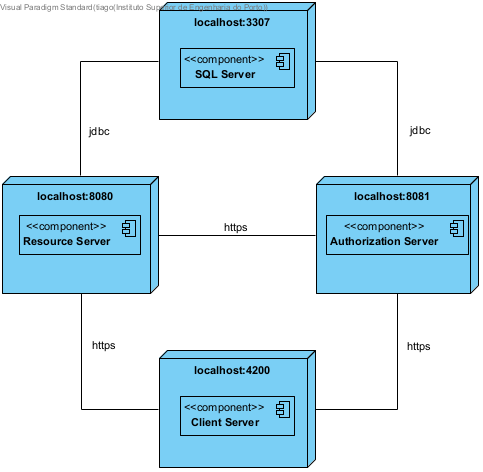 Visual Paradigm Standard(tiago(Instituto Superior de Engenharia do Porto))
localhost:3307
<<component>>
SQL Server
jdbc
jdbc
localhost:8080
<<component>>
Resource Server
https
localhost:8081
<<component>>
Authorization Server
https
https
localhost:4200
<<component>>
Client Server